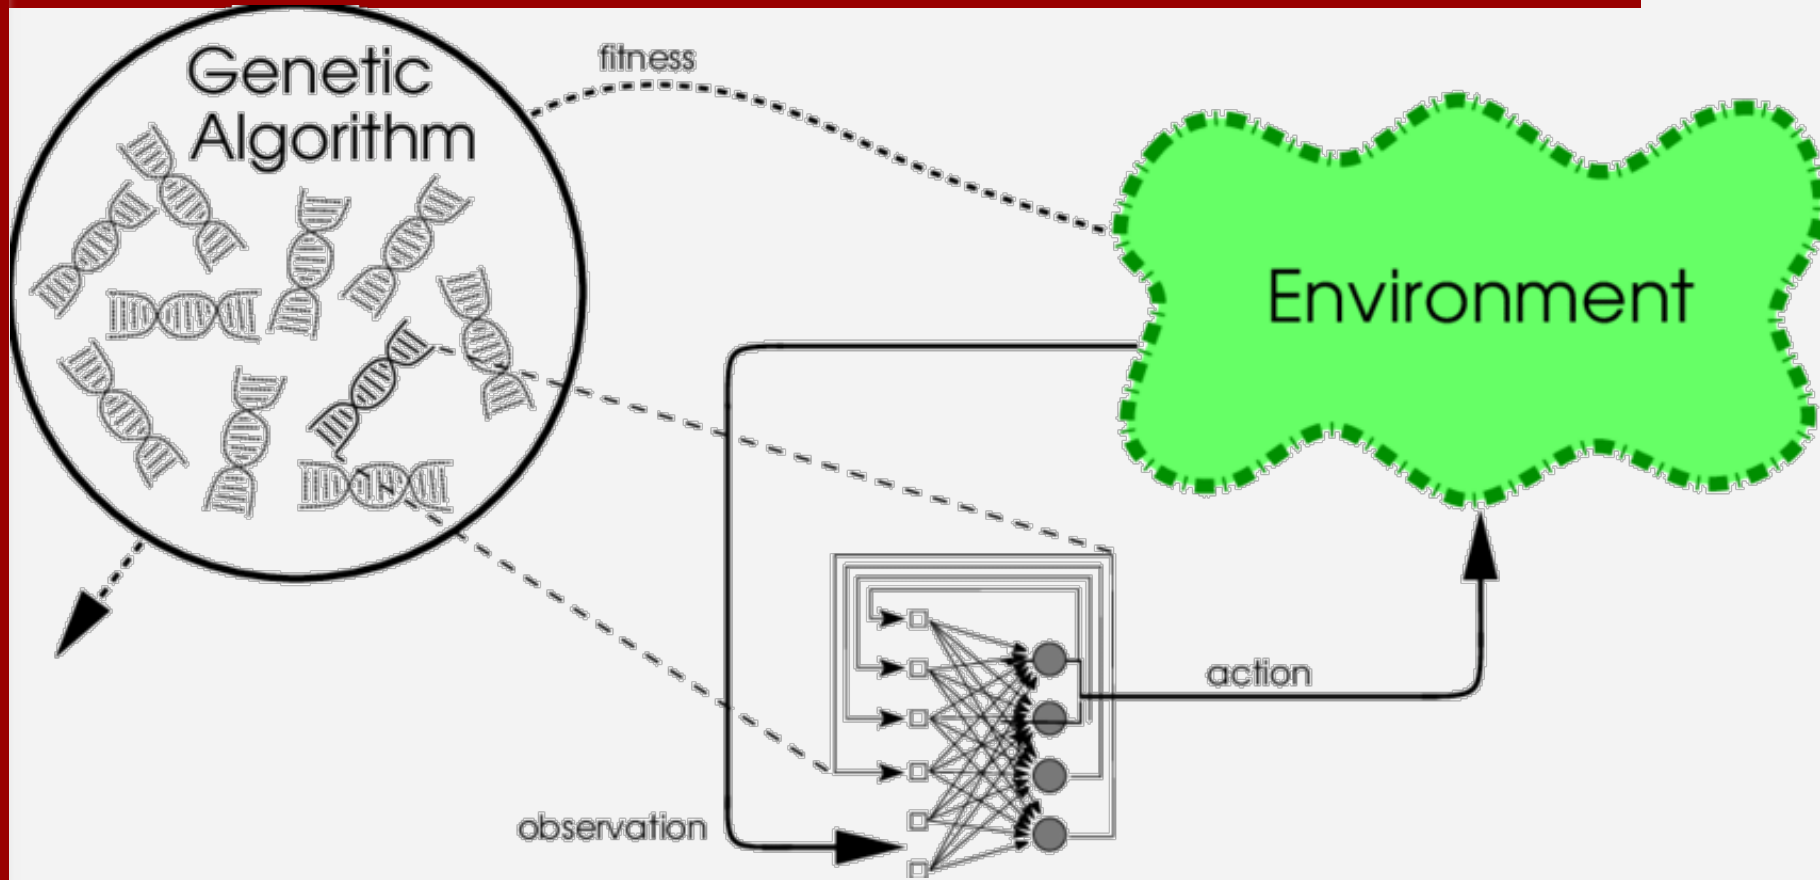 Genetic
Algorithm
fitness
Environment
action
observation